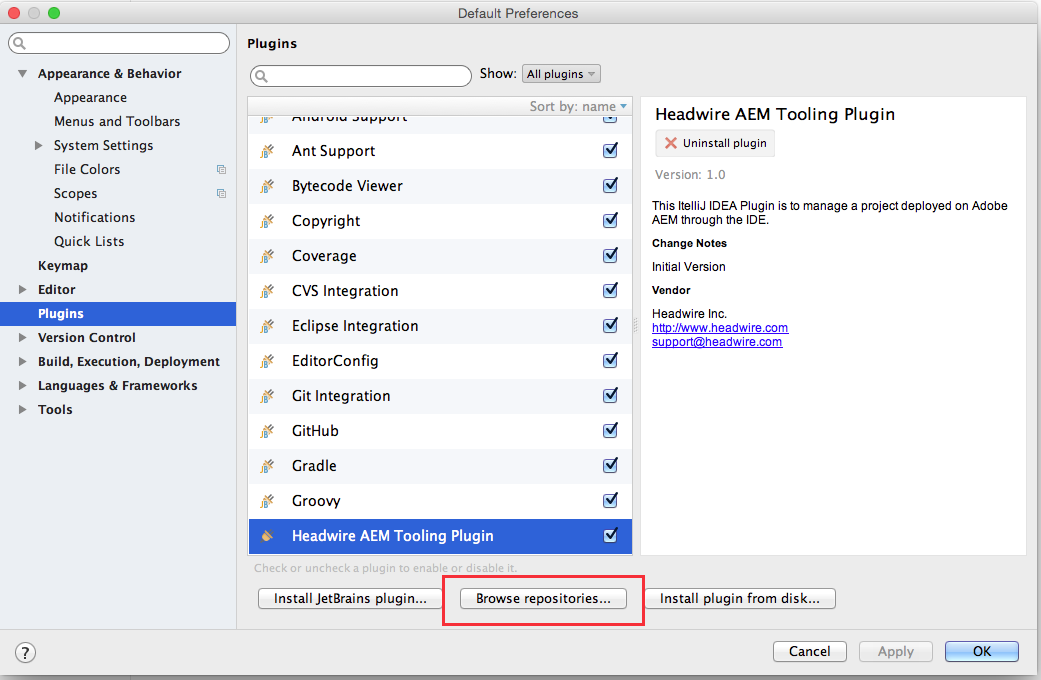 Default Preferences
Appearance & Behavior
Appearance
Menus and Toolbars
System Settings
File Colors
Scopes
Notifications
Quick Lists
Keymap
Editor
Plugins
Version Control
Build, Execution, Deployment
Languages & Frameworks
Tools
Plugins
Show: All plugins
Sort by: name
Android Support
Ant Support
Bytecode Viewer
Copyright
Coverage
CVS Integration
Eclipse Integration
EditorConfig
Git Integration
GitHub
Gradle
Groovy
Headwire AEM Tooling Plugin
Check or uncheck a plugin to enable or disable it.
Install JetBrains plugin... Browse repositories... Install plugin from disk...
Headwire AEM Tooling Plugin
Uninstall plugin
Version: 1.0
This ItelliJ IDEA Plugin is to manage a project deployed on Adobe
AEM through the IDE.
Change Notes
Initial Version
Vendor
Headwire Inc.
http://www.headwire.com
support@headwire.com
?
Cancel Apply OK